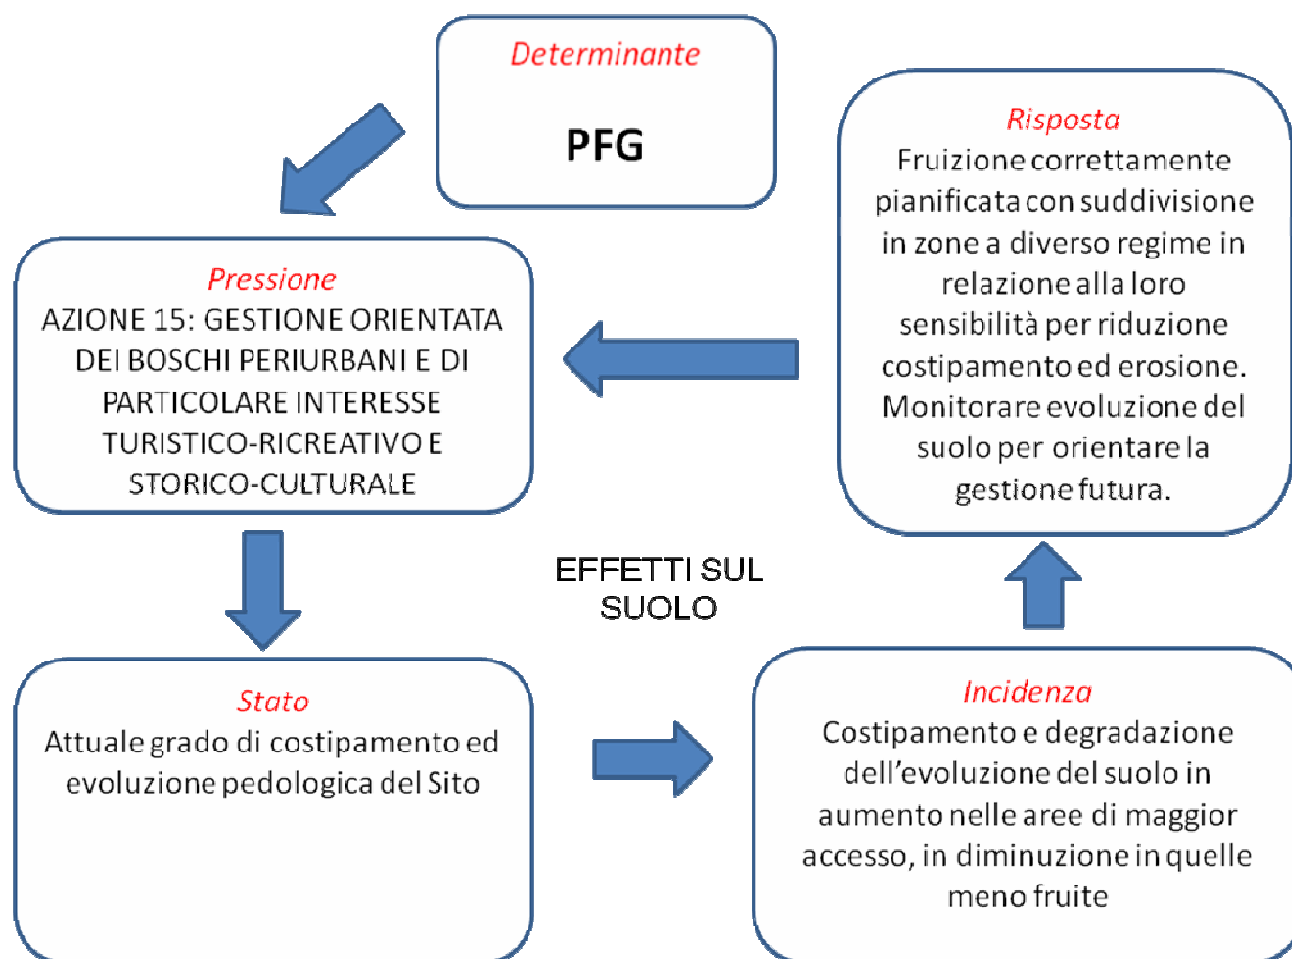 Determinante
PFG
Pressione
AZIONE 15: GESTIONE ORIENTATA
DEI BOSCHI PERIURBANI E DI
PARTICOLARE INTERESSE
TURISTICO-RICREATIVO E
STORICO-CULTURALE
Risposta
Fruizione correttamente
pianificata con suddivisione
in zone a diverso regime in
relazione alla loro
sensibilità per riduzione
costipamento ed erosione.
Monitorare evoluzione del
suolo per orientare la
gestione futura.
EFFETTI SUL
SUOLO
Stato
Attuale grado di costipamento ed
evoluzione pedologica del Sito
Incidenza
Costipamento e degradazione
dell’evoluzione del suolo in
aumento nelle aree di maggior
accesso, in diminuzione in quelle
meno fruite